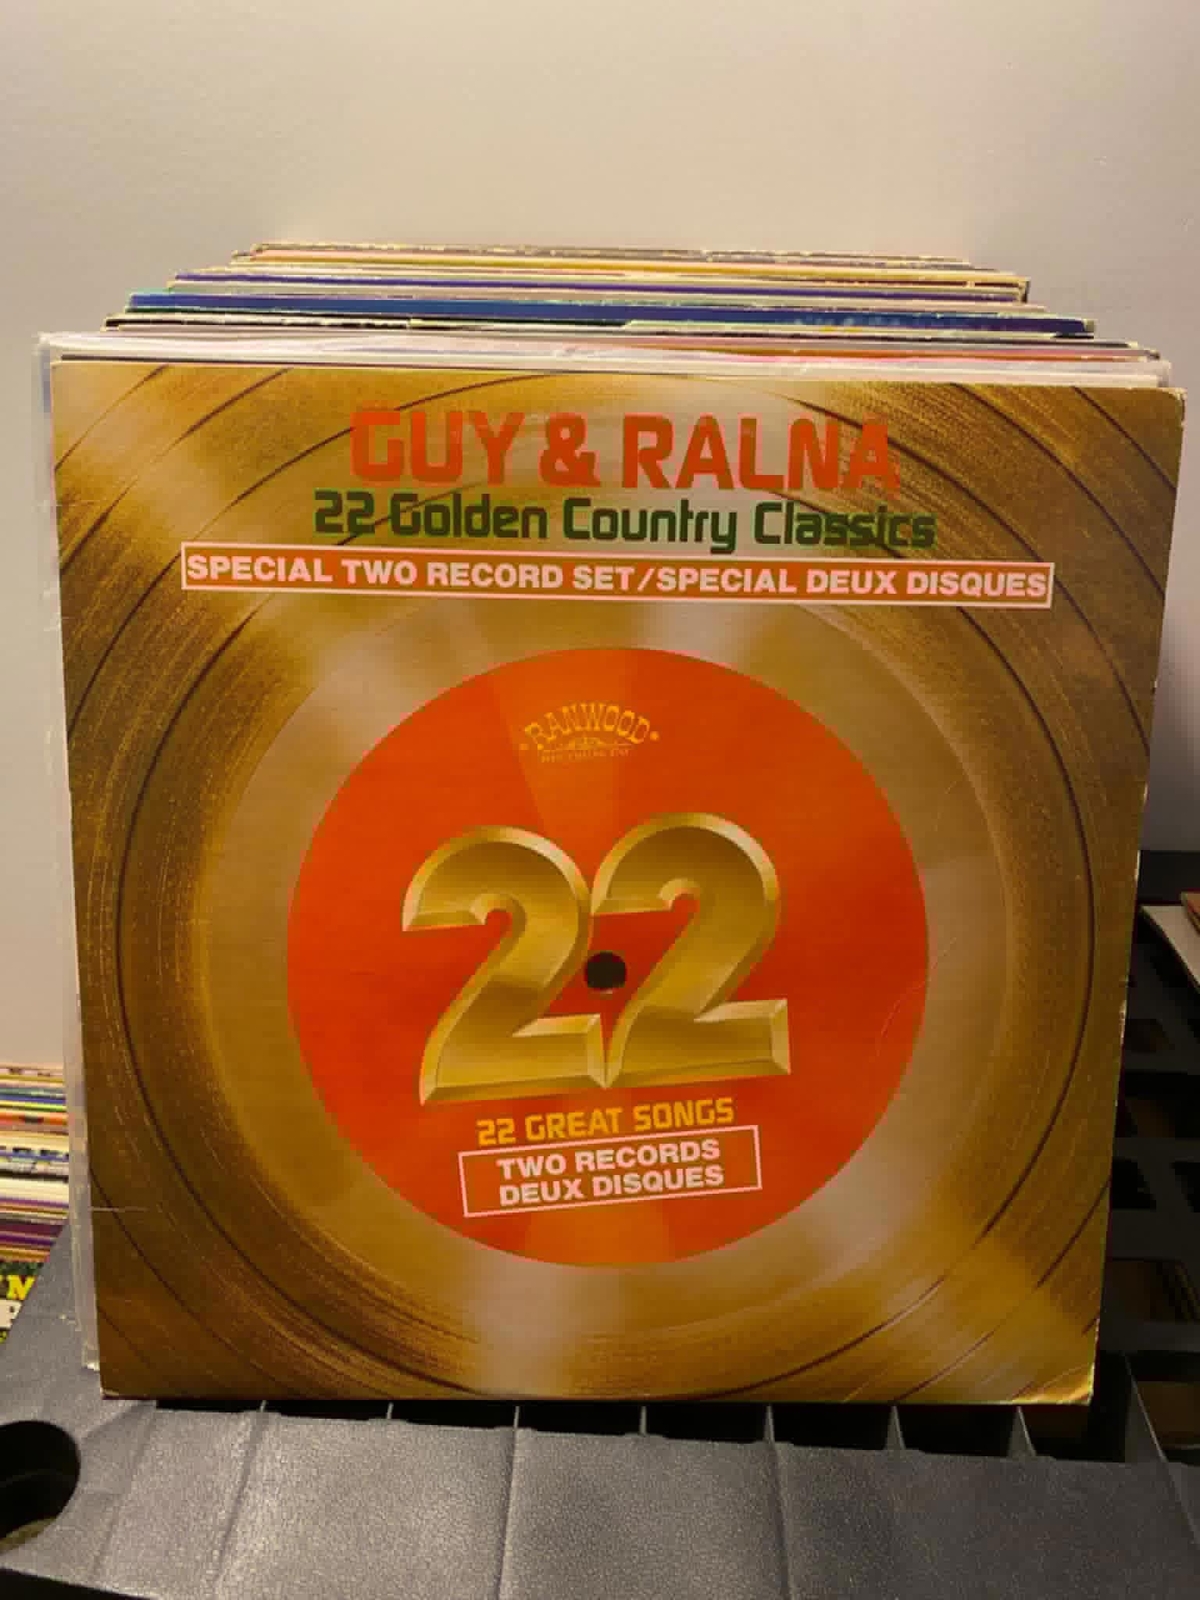 GUY & RALNA
22 Golden Country Classics
SPECIAL TWO RECORD SET/SPECIAL DEUX DISQUES
RANWOOD
22
22 GREAT SONGS
TWO RECORDS
DEUX DISQUES